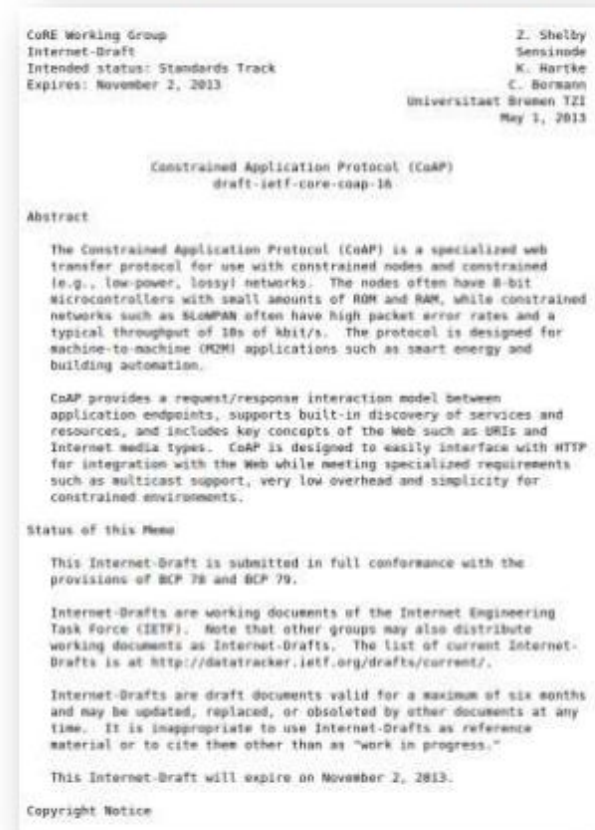 CoRE Working Group Z. Shelby
Internet-Draft Sensinode
Intended status: Standards Track K. Hartke
Expires: November 2, 2013 C. Bormann
Universitaet Bremen TZI
May 1, 2013
Constrained Application Protocol (CoAP)
draft-ietf-core-coap-16
Abstract
The Constrained Application Protocol (CoAP) is a specialized web
transfer protocol for use with constrained nodes and constrained
(e.g., low-power, lossy) networks. The nodes often have 8-bit
microcontrollers with small amounts of ROM and RAM, while constrained
networks such as 6LoWPAN often have high packet error rates and a
typical throughput of 10s of kbit/s. The protocol is designed for
machine-to-machine (M2M) applications such as smart energy and
building automation.
CoAP provides a request/response interaction model between
application endpoints, supports built-in discovery of services and
resources, and includes key concepts of the Web such as URIs and
Internet media types. CoAP is designed to easily interface with HTTP
for integration with the Web while meeting specialized requirements
such as multicast support, very low overhead and simplicity for
constrained environments.
Status of this Memo
This Internet-Draft is submitted in full conformance with the
provisions of BCP 78 and BCP 79.
Internet-Drafts are working documents of the Internet Engineering
Task Force (IETF). Note that other groups may also distribute
working documents as Internet-Drafts. The list of current Internet-
Drafts is at http://datatracker.ietf.org/drafts/current/.
Internet-Drafts are draft documents valid for a maximum of six months
and may be updated, replaced, or obsoleted by other documents at any
time. It is inappropriate to use Internet-Drafts as reference
material or to cite them other than as "work in progress."
This Internet-Draft will expire on November 2, 2013.
Copyright Notice